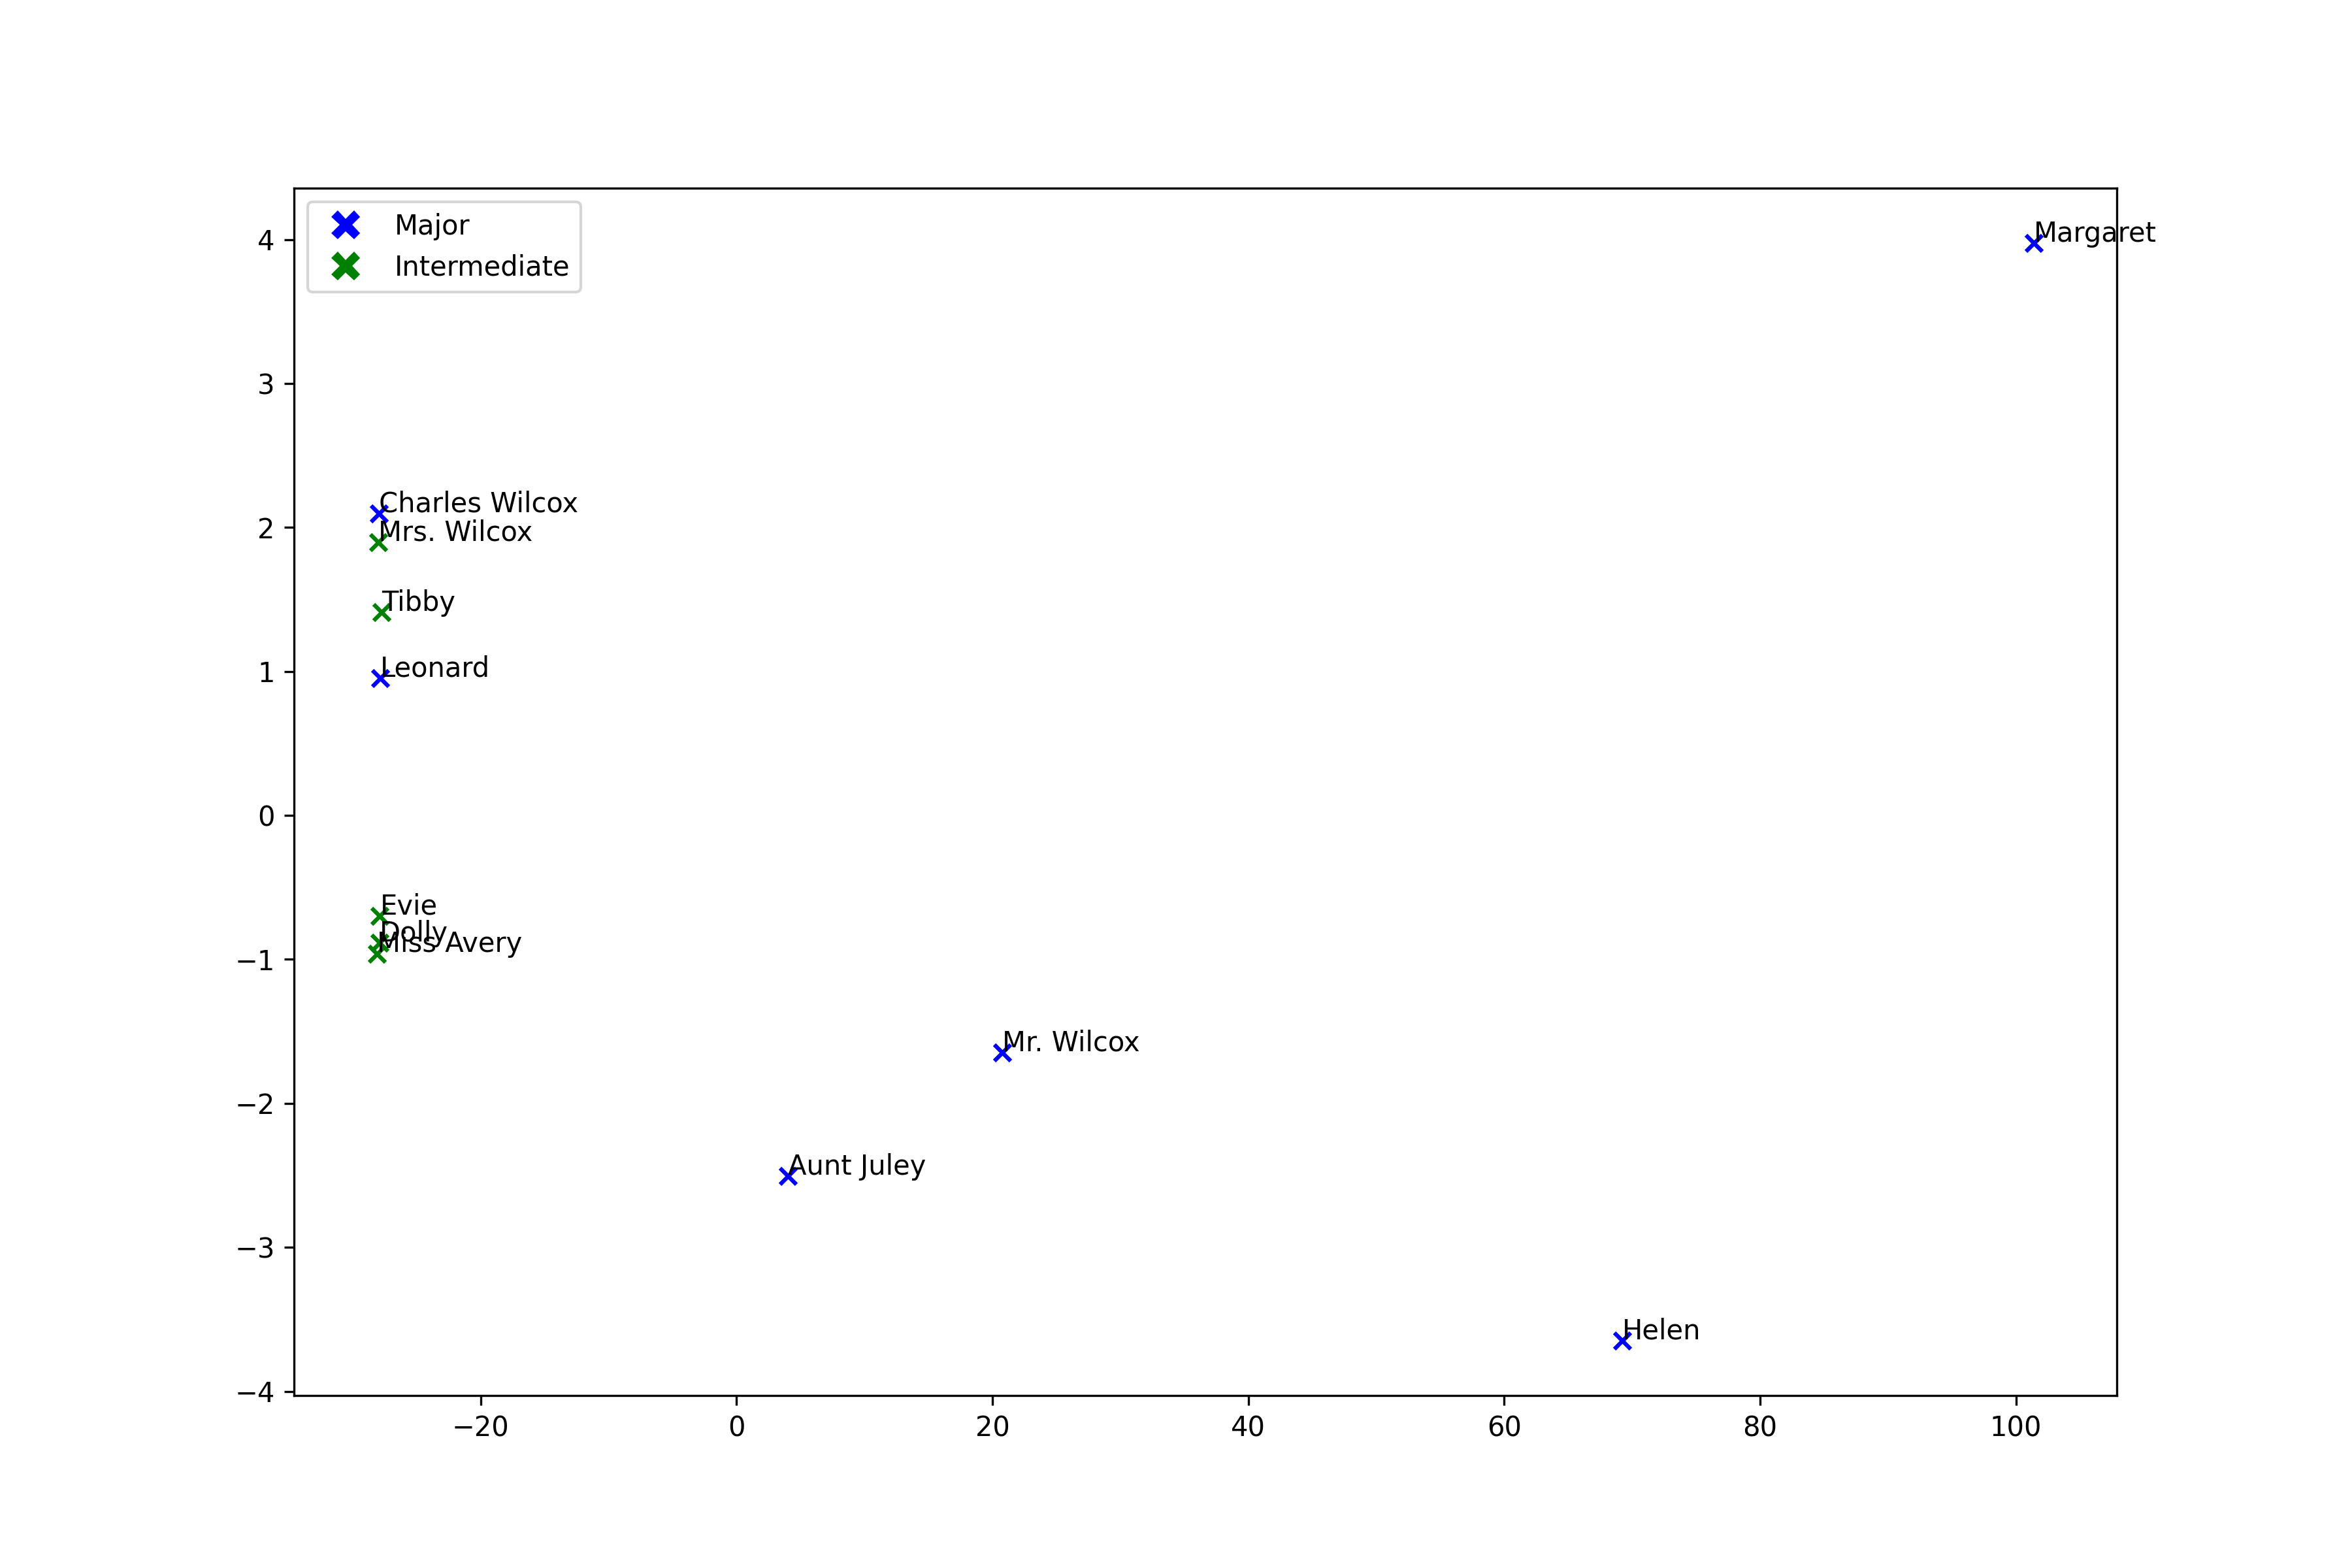 Major
Intermediate
Margaret
Charles Wilcox
Mrs. Wilcox
Tibby
Leonard
Evie
Dolly
Miss Avery
Mr. Wilcox
Aunt Juley
Helen
4
3
2
1
0
−1
−2
−3
−4
−20 0 20 40 60 80 100